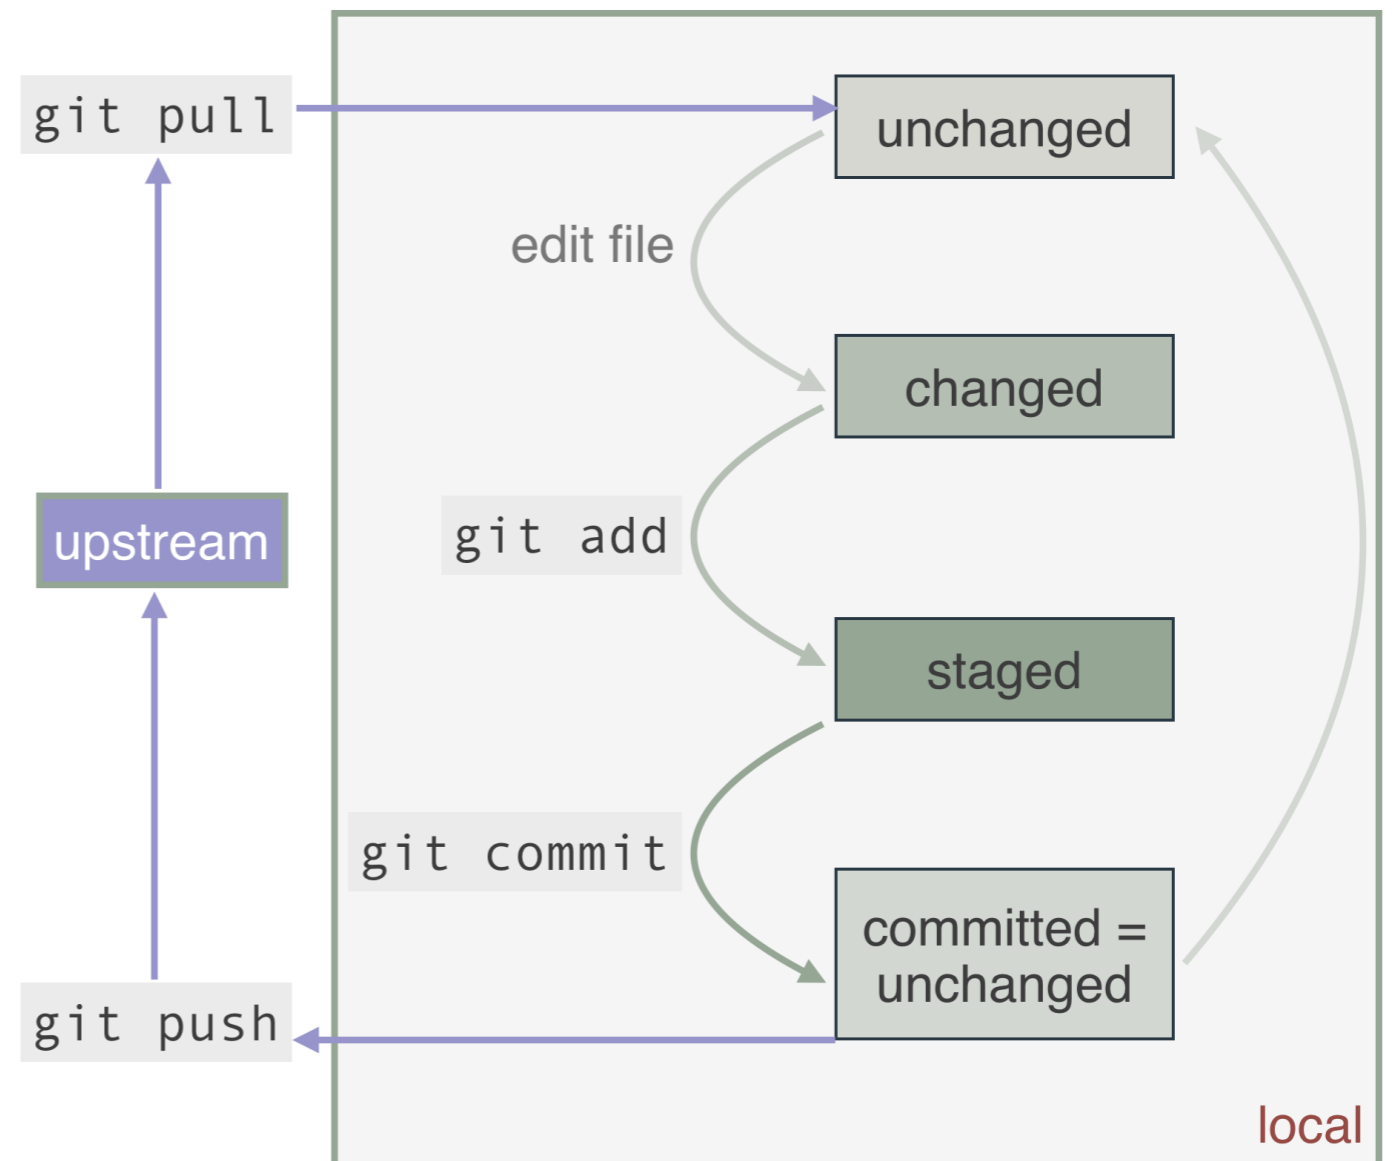 git pull
unchanged
edit file
changed
git add
upstream
staged
git commit
committed =
unchanged
git push
local